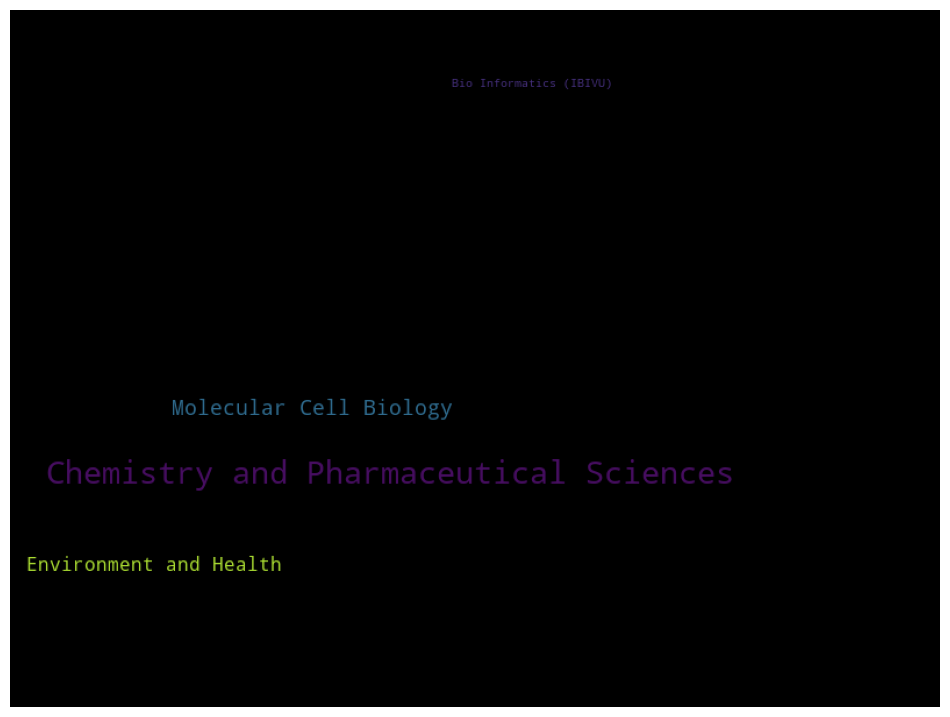 Bio Informatics (IBIVU)
Molecular Cell Biology
Chemistry and Pharmaceutical Sciences
Environment and Health